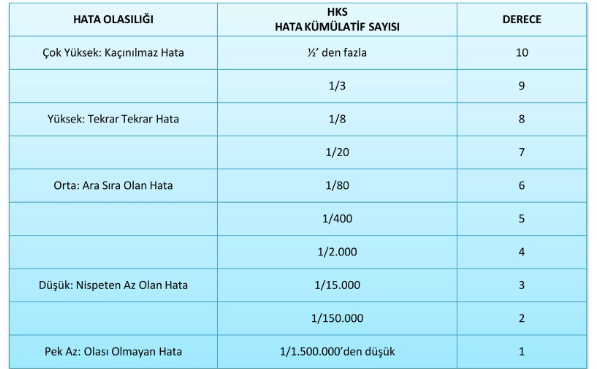 HATA OLASILIĞI
HKS
HATA KÜMÜLATİF SAYISI
DERECE
Çok Yüksek: Kaçınılmaz Hata
½’ den fazla
10
1/3
9
Yüksek: Tekrar Tekrar Hata
1/8
8
1/20
7
Orta: Ara Sıra Olan Hata
1/80
6
1/400
5
1/2.000
4
Düşük: Nispeten Az Olan Hata
1/15.000
3
1/150.000
2
Pek Az: Olası Olmayan Hata
1/1.500.000’den düşük
1